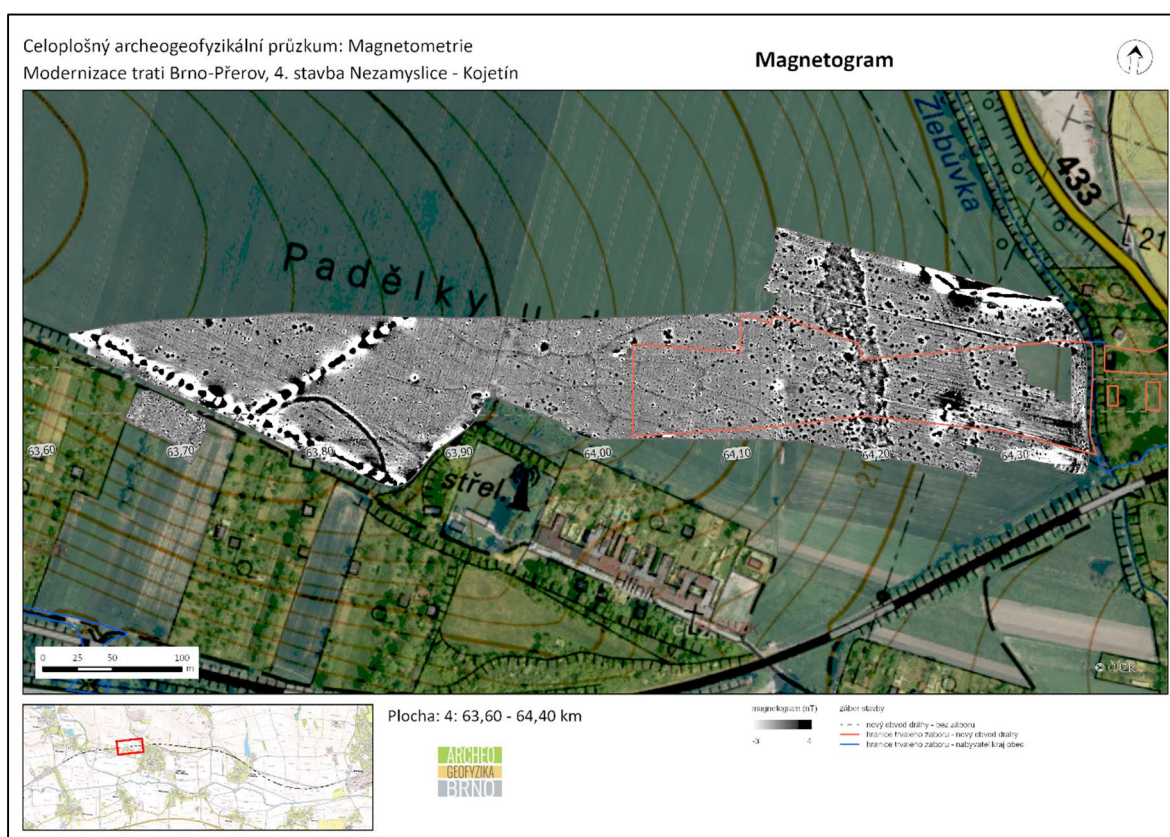 Celoplošný archeogeofyzikální průzkum: Magnetometrie
Modernizace trati Brno-Přerov, 4. stavba Nezamyslice - Kojetín
Magnetogram
Žlebůvka
433
21
Padělky
střel.
63,60
63,70
63,80
63,90
64,00
64,10
64,20
64,30
0 25 50 100
m
© ČÚZK
Plocha: 4: 63,60 - 64,40 km
ARCHEO
GEOFYZIKA
BRNO
magnetogram (nT)
-3 4
zábor stavby
nový obvod dráhy - bez záboru
hranice trvalého záboru - nový obvod dráhy
hranice trvalého záboru - nabyvatel kraj obec